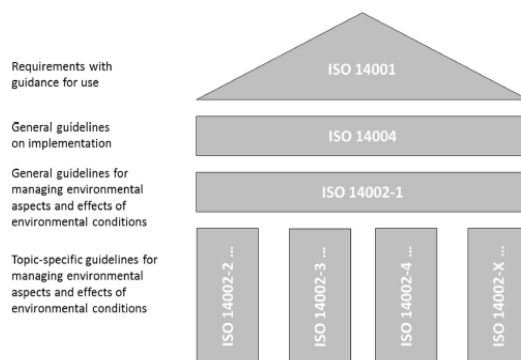 Requirements with
guidance for use
ISO 14001
General guidelines
on implementation
ISO 14004
General guidelines for
managing environmental
aspects and effects of
environmental conditions
ISO 14002-1
Topic-specific guidelines for
managing environmental
aspects and effects of
environmental conditions
ISO 14002-2 ...
ISO 14002-3 ...
ISO 14002-4 ...
ISO 14002-X ...